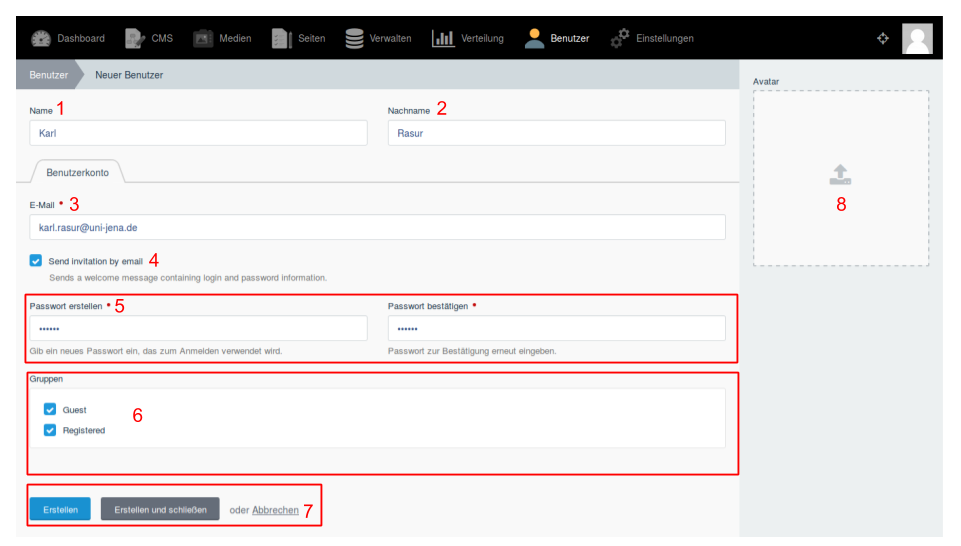 Dashboard CMS Medien Seiten Verwalten Verteilung Benutzer Einstellungen
Benutzer Neuer Benutzer
Avatar
Name 1 Nachname 2
Karl Rasur
Benutzerkonto
E-Mail • 3
karl.rasur@uni-jena.de
8
Send invitation by email 4
Sends a welcome message containing login and password information.
Passwort erstellen • 5 Passwort bestätigen •
•••••• ••••••
Gib ein neues Passwort ein, das zum Anmelden verwendet wird. Passwort zur Bestätigung erneut eingeben.
Gruppen
Guest
6
Registered
Erstellen Erstellen und schließen oder Abbrechen 7